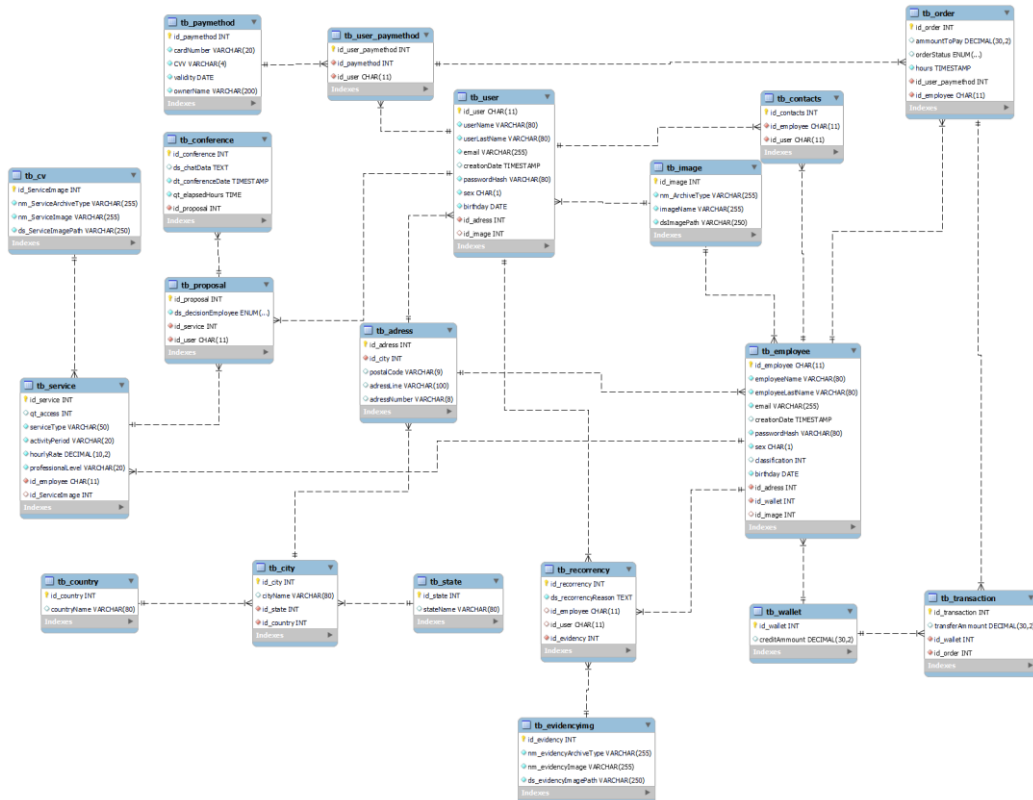 tb_paymethod
id_paymethod INT
cardNumber VARCHAR(20)
CVV VARCHAR(4)
validity DATE
ownerName VARCHAR(200)
Indexes
tb_user_paymethod
id_user_paymethod INT
id_paymethod INT
id_user CHAR(11)
Indexes
tb_order
id_order INT
ammountToPay DECIMAL(30,2)
orderStatus ENUM(...)
hours TIMESTAMP
id_user_paymethod INT
id_employee CHAR(11)
Indexes
tb_user
id_user CHAR(11)
userName VARCHAR(80)
userLastName VARCHAR(80)
email VARCHAR(255)
creationDate TIMESTAMP
passwordHash VARCHAR(80)
sex CHAR(1)
birthday DATE
id_adress INT
id_image INT
Indexes
tb_contacts
id_contacts INT
id_employee CHAR(11)
id_user CHAR(11)
Indexes
tb_conference
id_conference INT
ds_chatData TEXT
dt_conferenceDate TIMESTAMP
qt_elapsedHours TIME
id_proposal INT
Indexes
tb_cv
id_ServiceImage INT
nm_ServiceArchiveType VARCHAR(255)
nm_ServiceImage VARCHAR(255)
ds_ServiceImagePath VARCHAR(250)
Indexes
tb_image
id_image INT
nm_ArchiveType VARCHAR(255)
imageName VARCHAR(255)
dsImagePath VARCHAR(250)
Indexes
tb_proposal
id_proposal INT
ds_decisionEmployee ENUM(...)
id_service INT
id_user CHAR(11)
Indexes
tb_adress
id_adress INT
id_city INT
postalCode VARCHAR(9)
adressLine VARCHAR(100)
adressNumber VARCHAR(8)
Indexes
tb_employee
id_employee CHAR(11)
employeeName VARCHAR(80)
employeeLastName VARCHAR(80)
email VARCHAR(255)
creationDate TIMESTAMP
passwordHash VARCHAR(80)
sex CHAR(1)
classification INT
birthday DATE
id_adress INT
id_wallet INT
id_image INT
Indexes
tb_service
id_service INT
qt_access INT
serviceType VARCHAR(50)
activityPeriod VARCHAR(20)
hourlyRate DECIMAL(10,2)
professionalLevel VARCHAR(20)
id_employee CHAR(11)
id_ServiceImage INT
Indexes
tb_country
id_country INT
countryName VARCHAR(80)
Indexes
tb_city
id_city INT
cityName VARCHAR(80)
id_state INT
id_country INT
Indexes
tb_state
id_state INT
stateName VARCHAR(80)
Indexes
tb_recorrency
id_recorrency INT
ds_recorrencyReason TEXT
id_employee CHAR(11)
id_user CHAR(11)
id_evidency INT
Indexes
tb_wallet
id_wallet INT
creditAmmount DECIMAL(30,2)
Indexes
tb_transaction
id_transaction INT
transferAmmount DECIMAL(30,2)
id_wallet INT
id_order INT
Indexes
tb_evidencyimg
id_evidency INT
nm_evidencyArchiveType VARCHAR(255)
nm_evidencyImage VARCHAR(255)
ds_evidencyImagePath VARCHAR(250)
Indexes